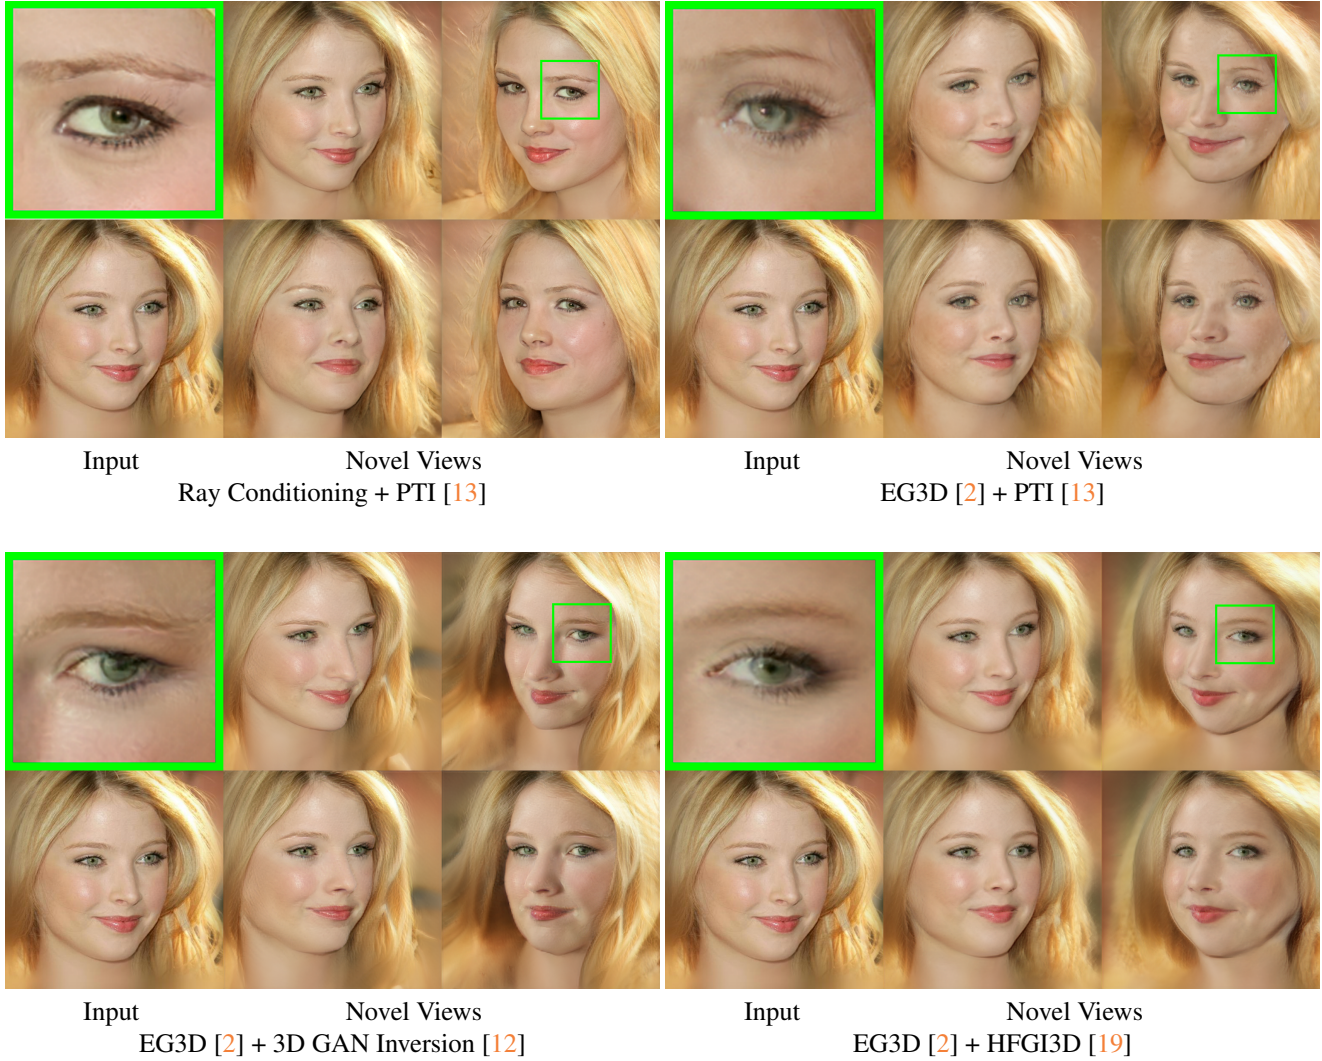 Input Novel Views
Ray Conditioning + PTI [13]
Input Novel Views
EG3D [2] + PTI [13]
Input Novel Views
EG3D [2] + 3D GAN Inversion [12]
Input Novel Views
EG3D [2] + HFGI3D [19]